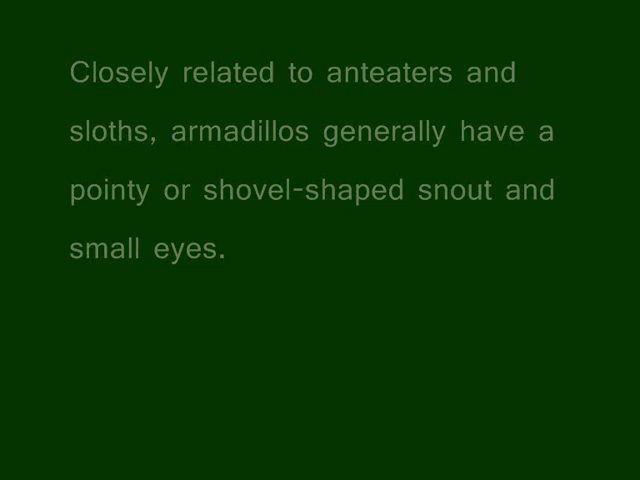 Closely related to anteaters and
sloths, armadillos generally have a
pointy or shovel-shaped snout and
small eyes.